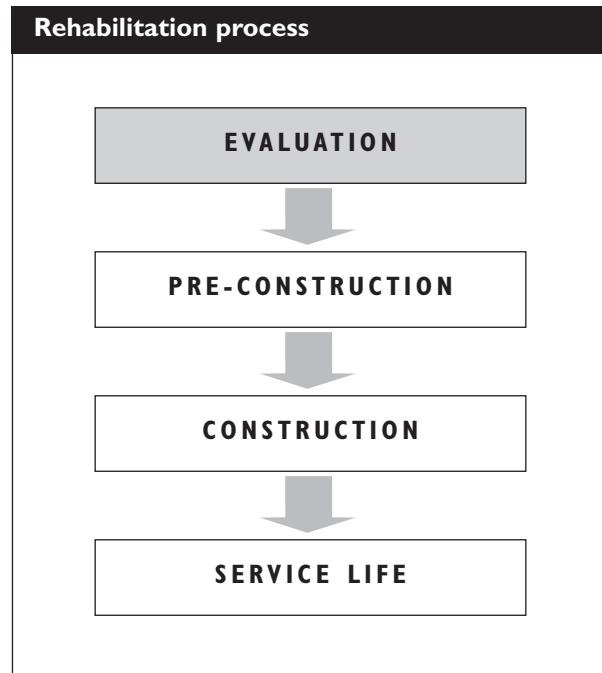 Rehabilitation process
EVALUATION
PRE-CONSTRUCTION
CONSTRUCTION
SERVICE LIFE